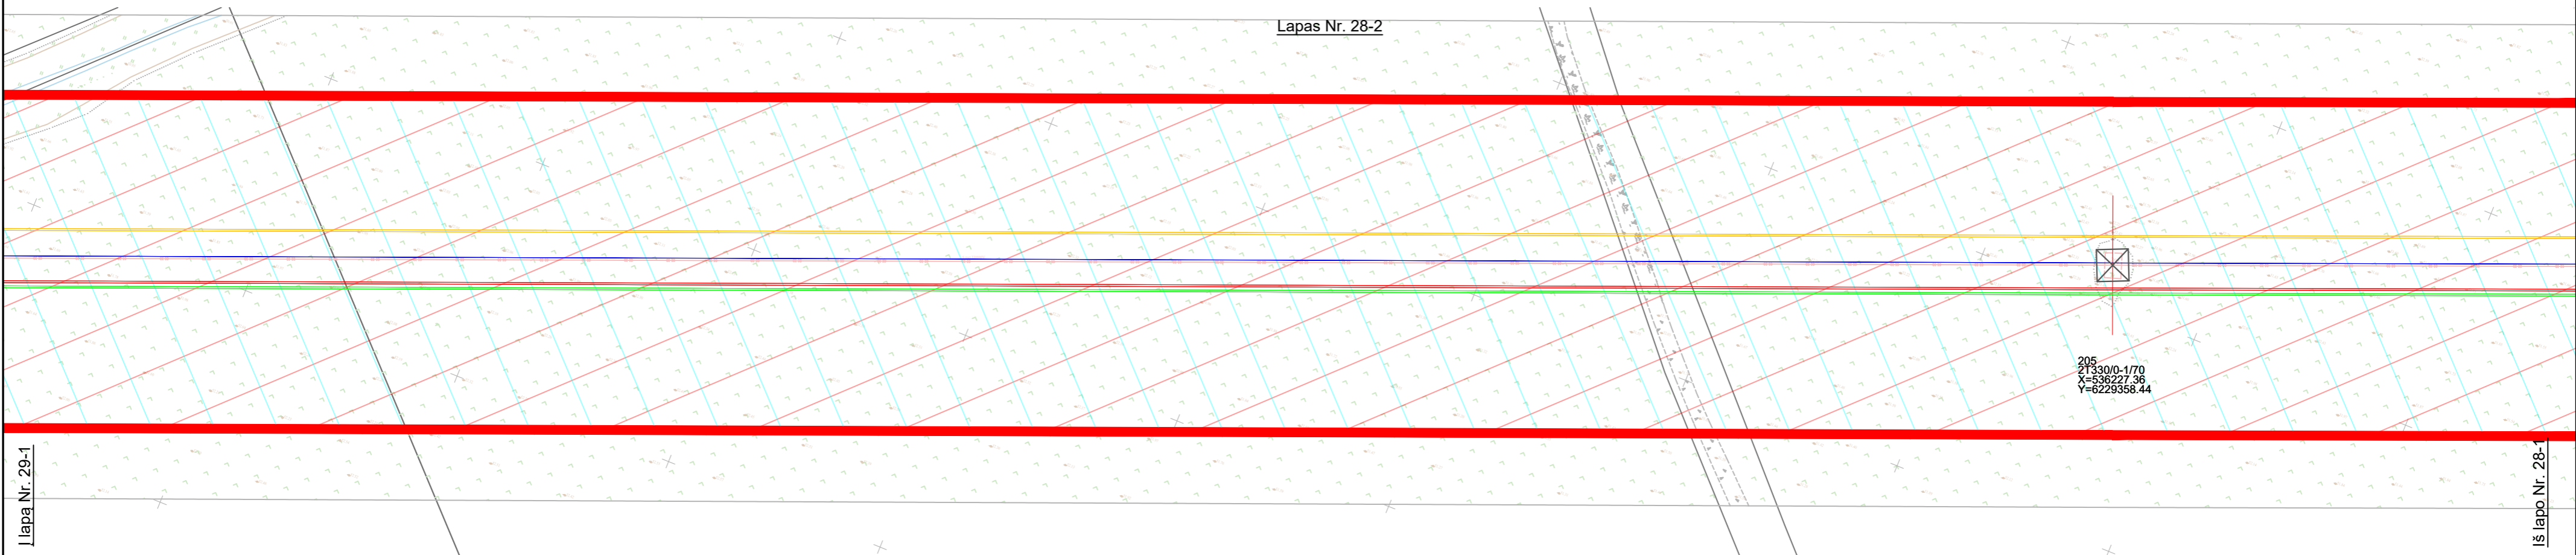 Lapas Nr. 28-2
205
2T330/0-1/70
X=536227.36
Y=6229358.44
Į lapą Nr. 29-1
Iš lapo Nr. 28-1